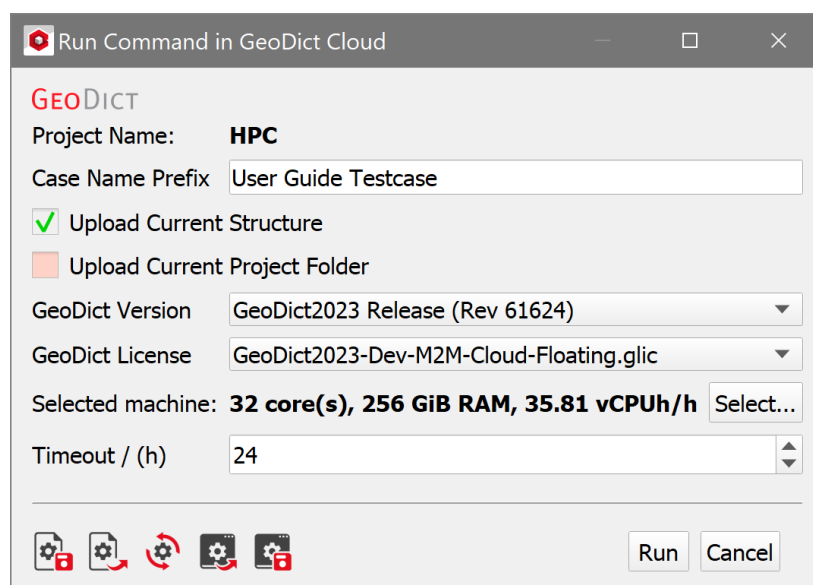 Run Command in GeoDict Cloud
GEODICT
Project Name: HPC
Case Name Prefix User Guide Testcase
Upload Current Structure
Upload Current Project Folder
GeoDict Version GeoDict2023 Release (Rev 61624)
GeoDict License GeoDict2023-Dev-M2M-Cloud-Floating.glic
Selected machine: 32 core(s), 256 GiB RAM, 35.81 vCPUh/h Select...
Timeout / (h) 24
Run Cancel